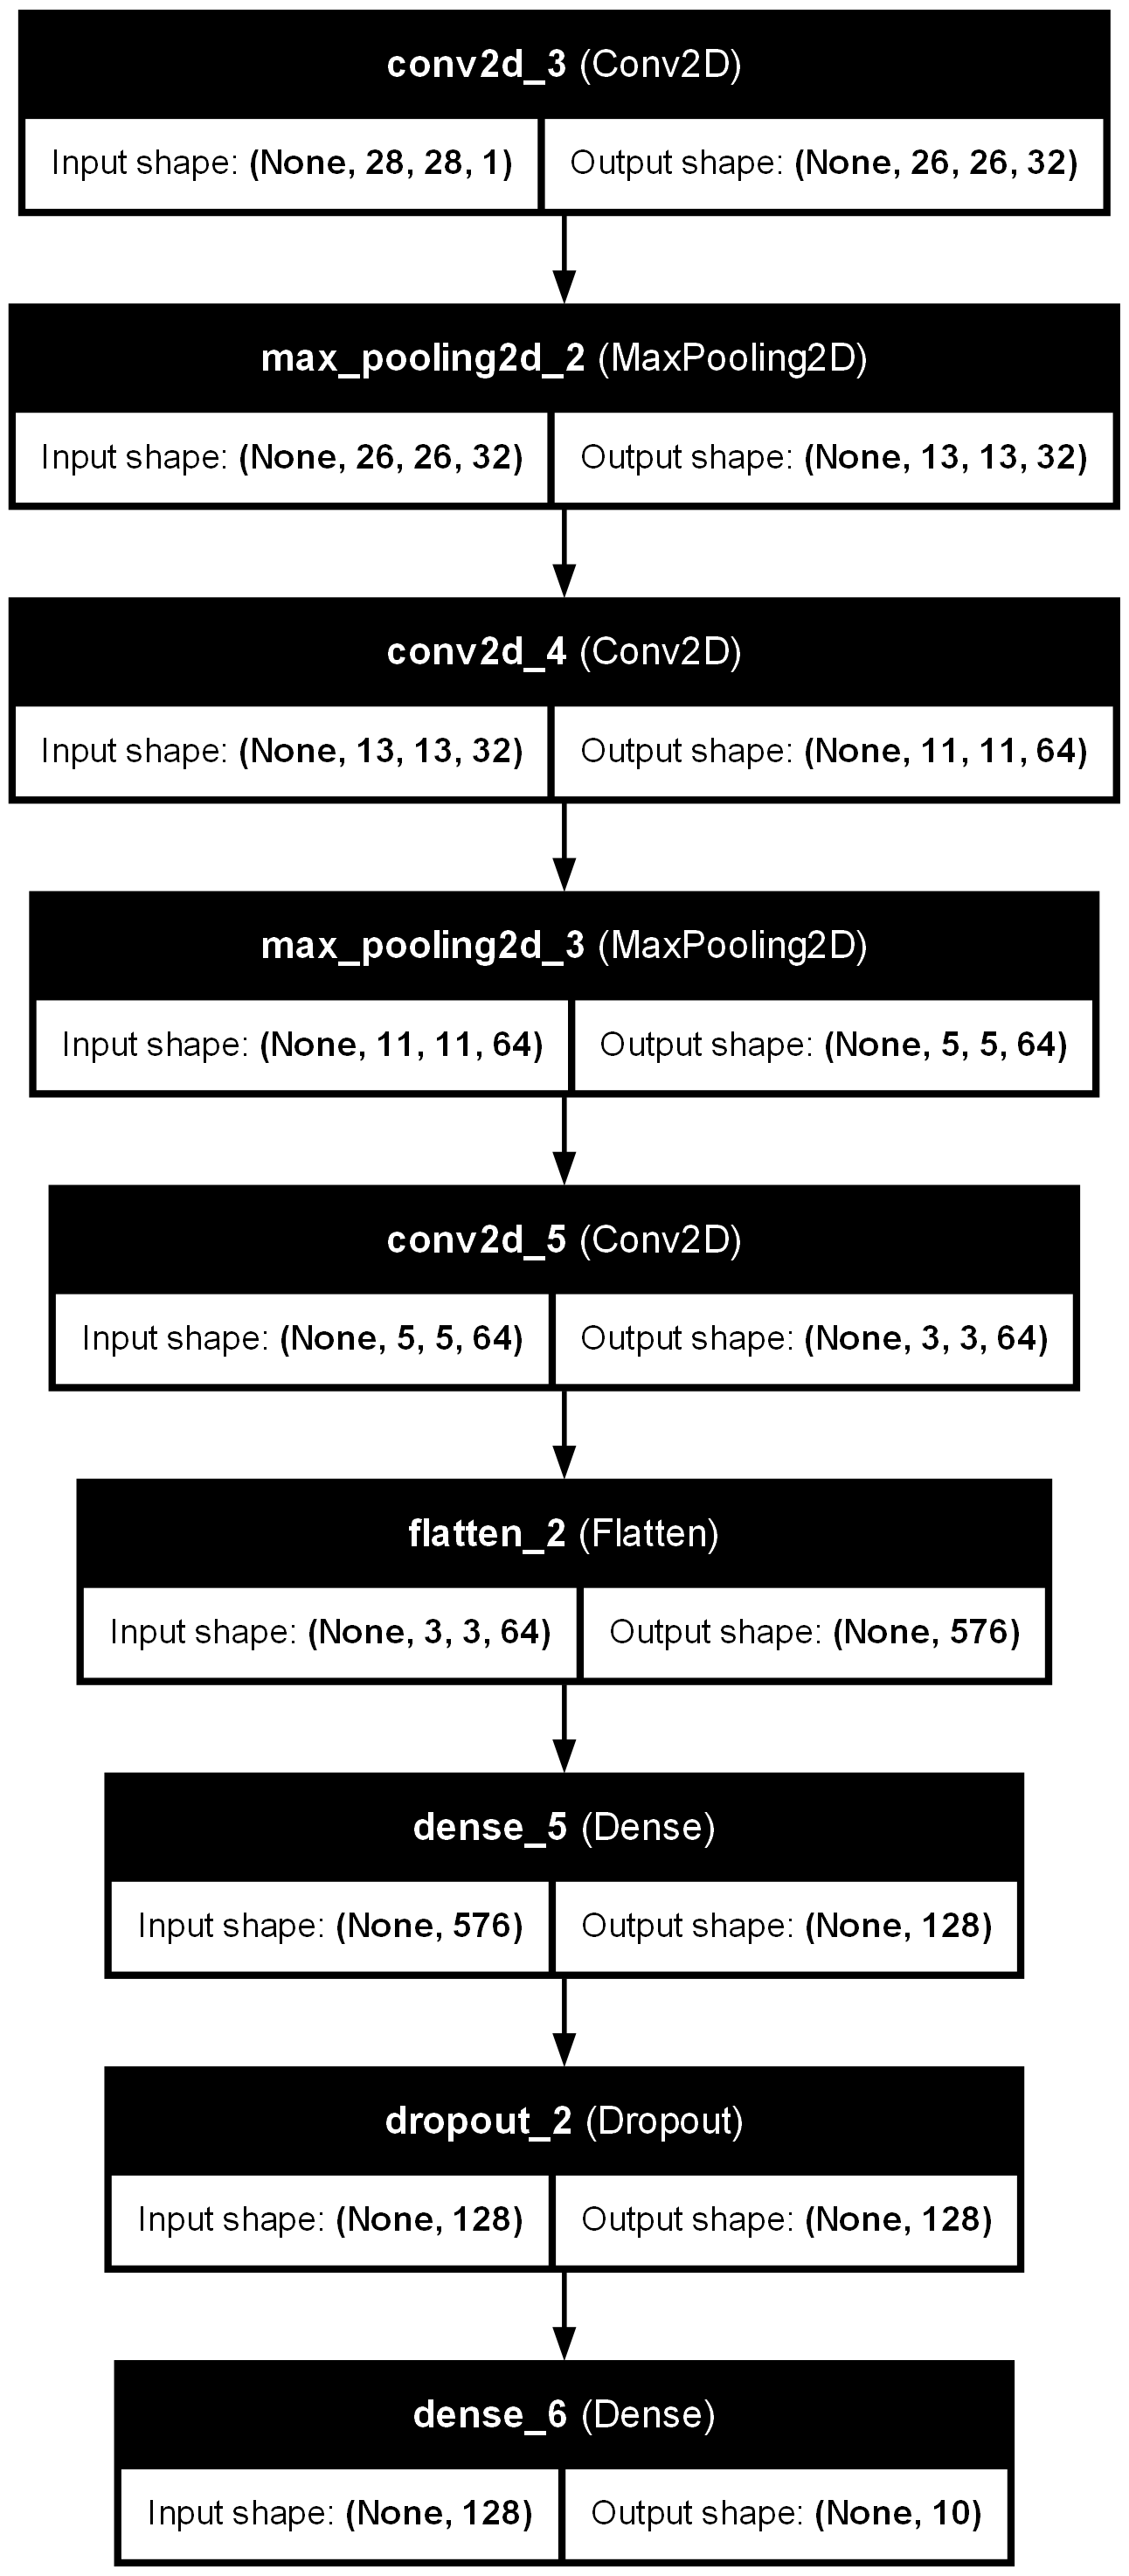 conv2d_3 (Conv2D)
Input shape: (None, 28, 28, 1) Output shape: (None, 26, 26, 32)
max_pooling2d_2 (MaxPooling2D)
Input shape: (None, 26, 26, 32) Output shape: (None, 13, 13, 32)
conv2d_4 (Conv2D)
Input shape: (None, 13, 13, 32) Output shape: (None, 11, 11, 64)
max_pooling2d_3 (MaxPooling2D)
Input shape: (None, 11, 11, 64) Output shape: (None, 5, 5, 64)
conv2d_5 (Conv2D)
Input shape: (None, 5, 5, 64) Output shape: (None, 3, 3, 64)
flatten_2 (Flatten)
Input shape: (None, 3, 3, 64) Output shape: (None, 576)
dense_5 (Dense)
Input shape: (None, 576) Output shape: (None, 128)
dropout_2 (Dropout)
Input shape: (None, 128) Output shape: (None, 128)
dense_6 (Dense)
Input shape: (None, 128) Output shape: (None, 10)